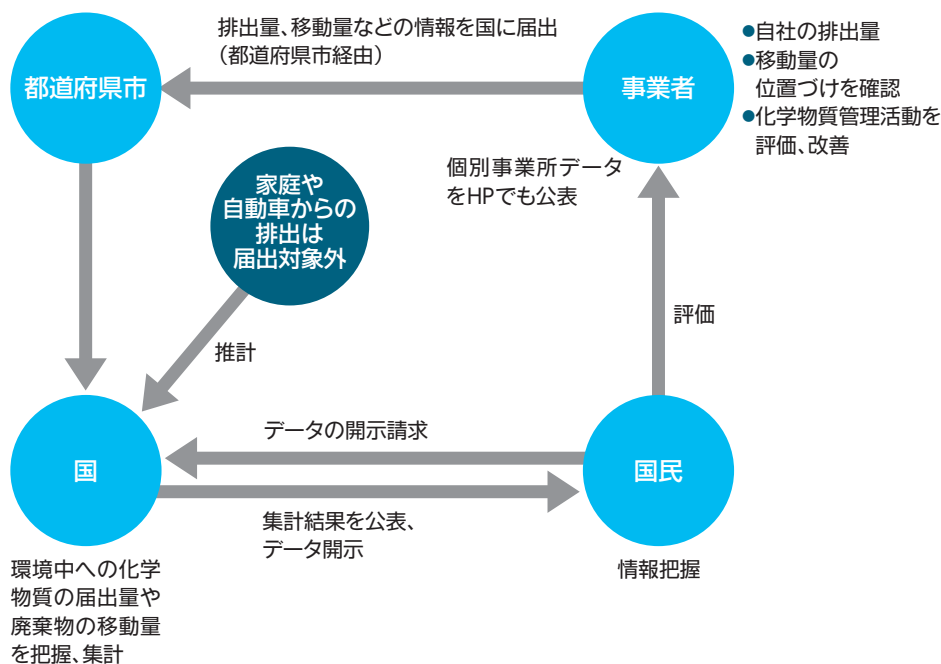 排出量、移動量などの情報を国に届出
（都道府県市経由）
都道府県市
事業者
●自社の排出量
●移動量の
位置づけを確認
●化学物質管理活動を
評価、改善
個別事業所データ
をHPでも公表
家庭や
自動車からの
排出は
届出対象外
評価
推計
データの開示請求
国
国民
集計結果を公表、
データ開示
情報把握
環境中への化学
物質の届出量や
廃棄物の移動量
を把握、集計